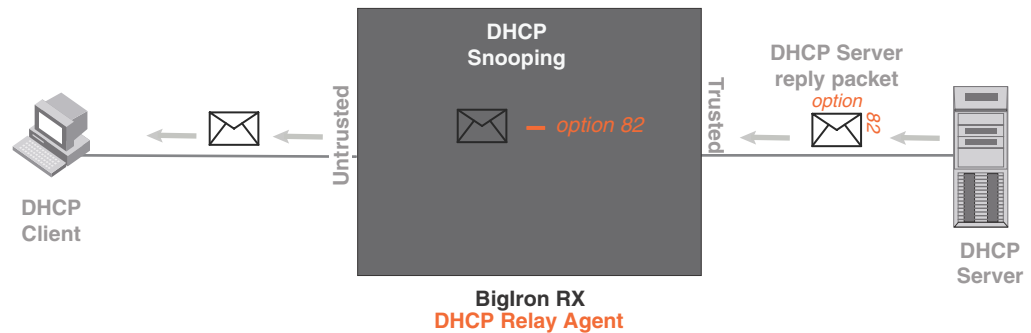 DHCP
Snooping
DHCP Server
reply packet
option
82
Untrusted
option 82
Trusted
DHCP
Client
DHCP
Server
BigIron RX
DHCP Relay Agent